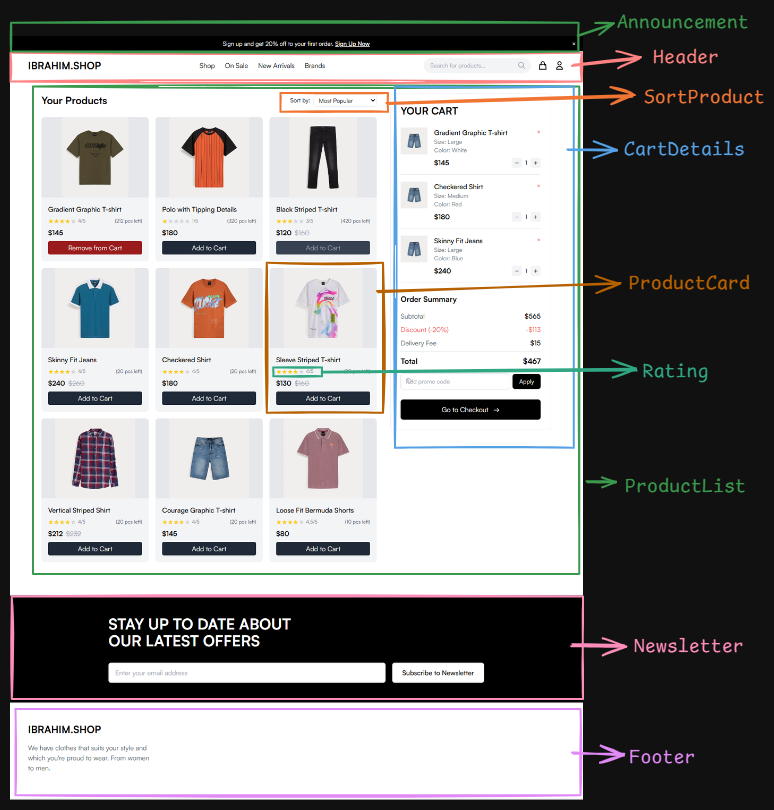 Announcement
Sign up and get 20% off to your first order. Sign Up Now
×
IBRAHIM.SHOP
Shop
On Sale
New Arrivals
Brands
Search for products...
Header
Your Products
Sort by:
Most Popular
SortProduct
Gradient Graphic T-shirt
4/5
(212 pcs left)
$145
Remove from Cart
Polo with Tipping Details
1/5
(320 pcs left)
$180
Add to Cart
Black Striped T-shirt
3/5
(420 pcs left)
$120 $160
Add to Cart
Skinny Fit Jeans
4/5
(20 pcs left)
$240 $260
Add to Cart
Checkered Shirt
4/5
(20 pcs left)
$180
Add to Cart
Sleeve Striped T-shirt
(20 pcs left)
$130 $160
Add to Cart
Vertical Striped Shirt
4/5
(20 pcs left)
$212 $232
Add to Cart
Courage Graphic T-shirt
4/5
(20 pcs left)
$145
Add to Cart
Loose Fit Bermuda Shorts
4.5/5
(10 pcs left)
$80
Add to Cart
YOUR CART
Gradient Graphic T-shirt
×
Size: Large
Color: White
$145
− 1 +
Checkered Shirt
×
Size: Medium
Color: Red
$180
− 1 +
Skinny Fit Jeans
×
Size: Large
Color: Blue
$240
− 1 +
Order Summary
Subtotal
$565
Discount (-20%)
-$113
Delivery Fee
$15
Total
$467
Add promo code
Apply
Go to Checkout →
CartDetails
ProductCard
Rating
ProductList
STAY UP TO DATE ABOUT
OUR LATEST OFFERS
Enter your email address
Subscribe to Newsletter
Newsletter
IBRAHIM.SHOP
We have clothes that suits your style and
which you're proud to wear. From women
to men.
Footer